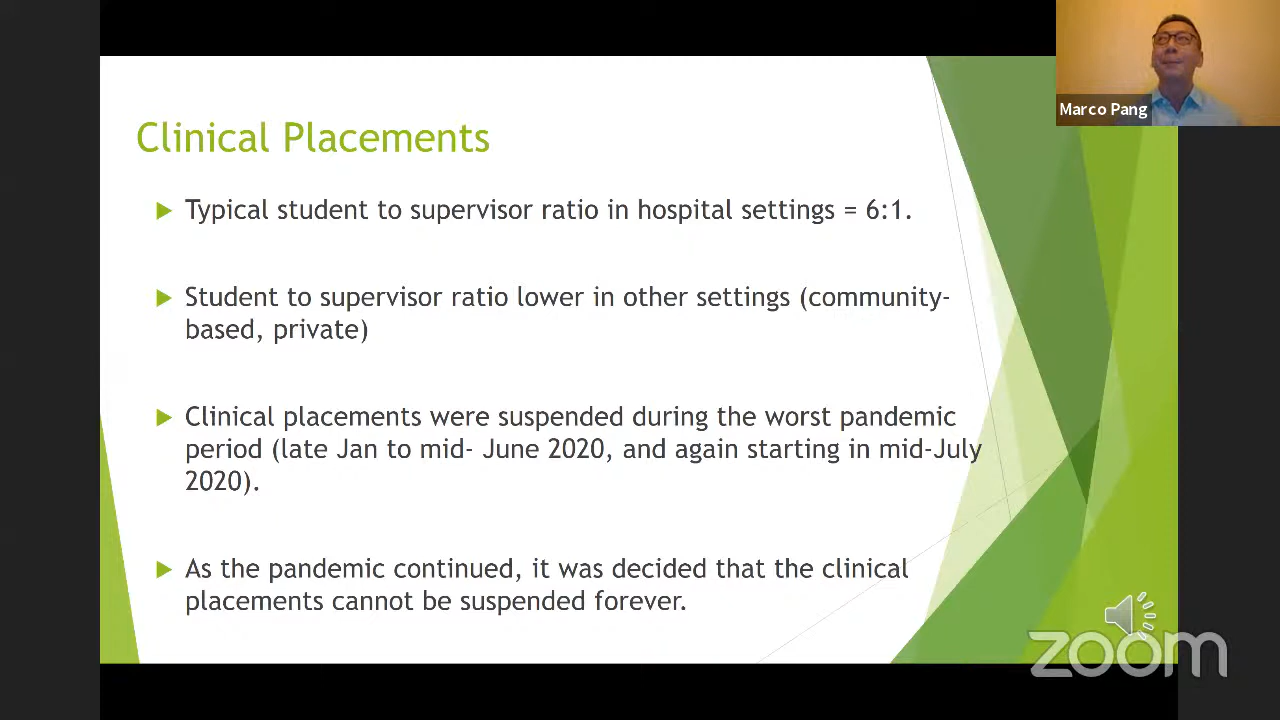 Marco Pang
Clinical Placements
Typical student to supervisor ratio in hospital settings = 6:1.
Student to supervisor ratio lower in other settings (community-
based, private)
Clinical placements were suspended during the worst pandemic
period (late Jan to mid- June 2020, and again starting in mid-July
2020).
As the pandemic continued, it was decided that the clinical
placements cannot be suspended forever.
zoom